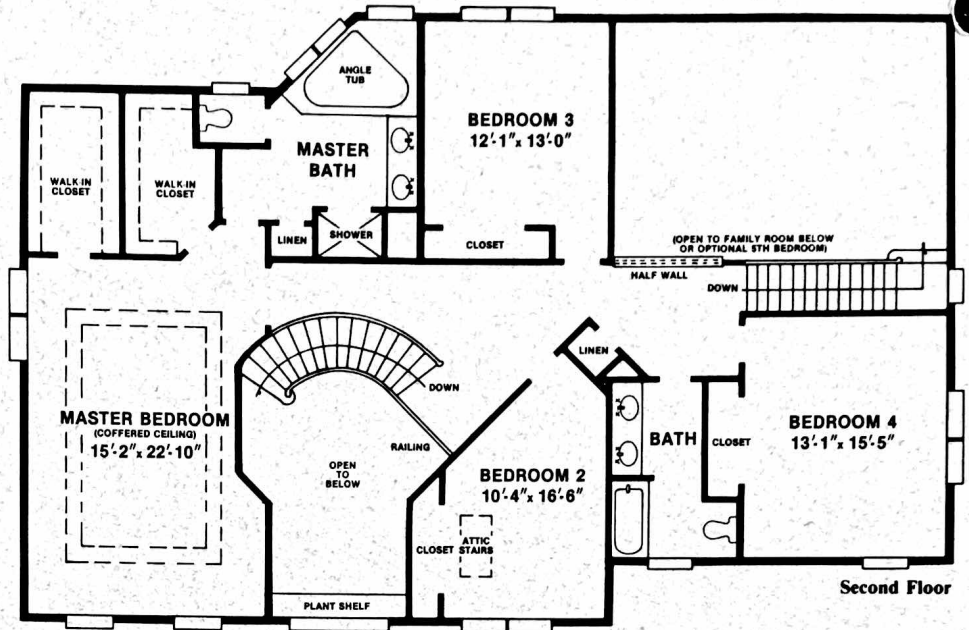 ANGLE
TUB
BEDROOM 3
12'-1" x 13'-0"
MASTER
BATH
WALK-IN
CLOSET
WALK-IN
CLOSET
LINEN
SHOWER
CLOSET
(OPEN TO FAMILY ROOM BELOW
OR OPTIONAL 5TH BEDROOM)
HALF WALL
DOWN
LINEN
DOWN
MASTER BEDROOM
(COFFERED CEILING)
15'-2" x 22'-10"
RAILING
OPEN
TO
BELOW
BEDROOM 2
10'-4" x 16'-6"
BATH
CLOSET
BEDROOM 4
13'-1" x 15'-5"
CLOSET
ATTIC
STAIRS
PLANT SHELF
Second Floor